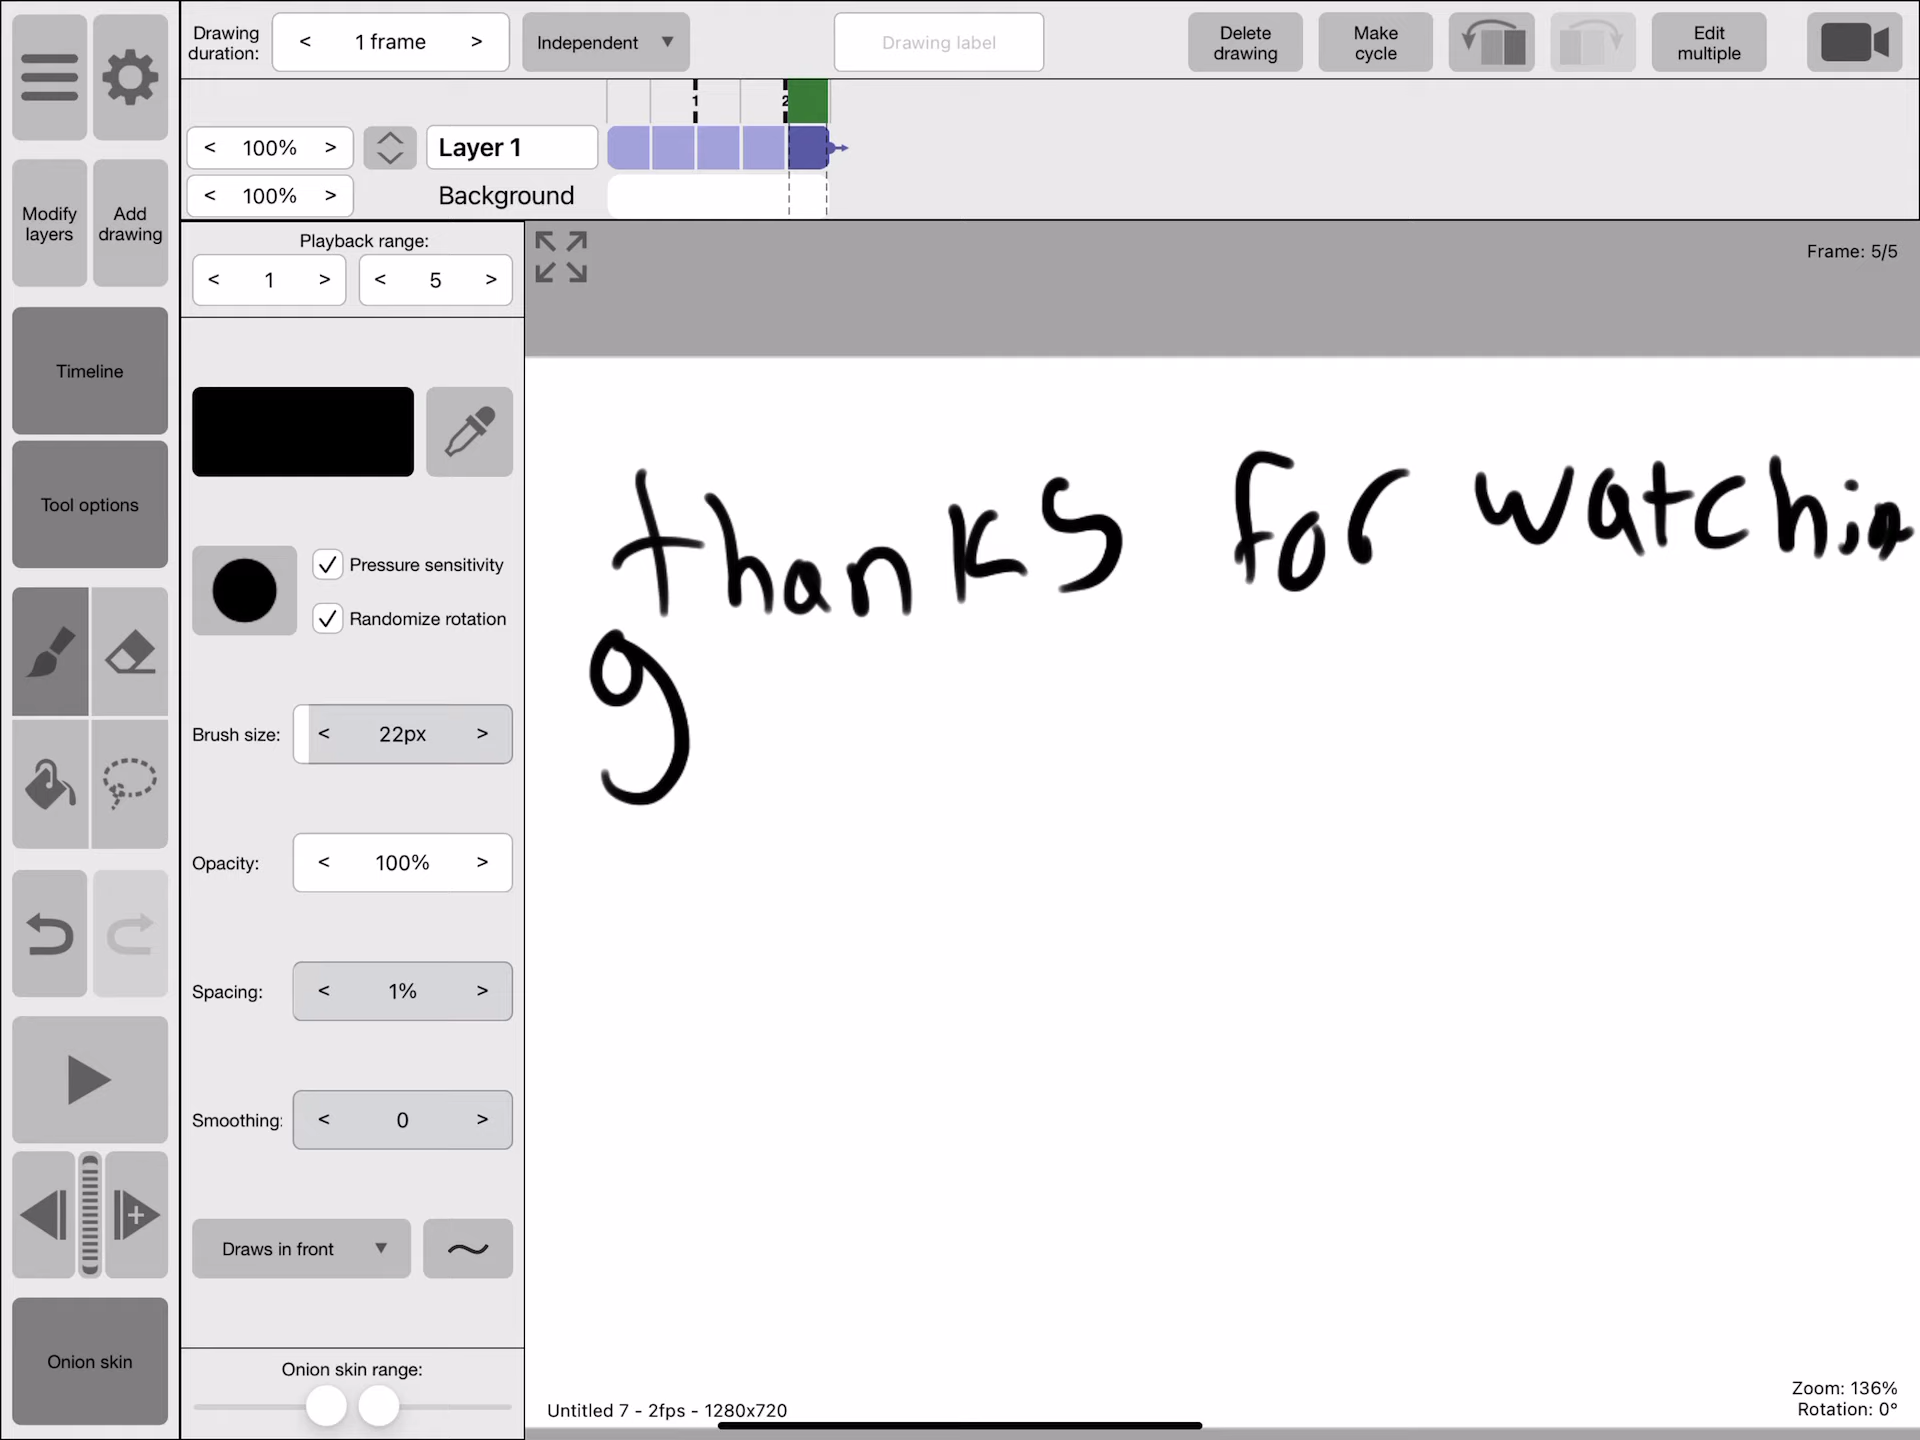 Drawing duration: < 1 frame > Independent ▼ Drawing label Delete drawing Make cycle Edit multiple
1 2
< 100% > Layer 1
< 100% > Background
Modify layers
Add drawing
Playback range:
< 1 > < 5 >
Frame: 5/5
Timeline
Tool options
Pressure sensitivity
Randomize rotation
Brush size: < 22px >
Opacity: < 100% >
Spacing: < 1% >
Smoothing: < 0 >
Draws in front ▼
Onion skin
Onion skin range:
thanks for watchin
g
Untitled 7 - 2fps - 1280x720
Zoom: 136%
Rotation: 0°